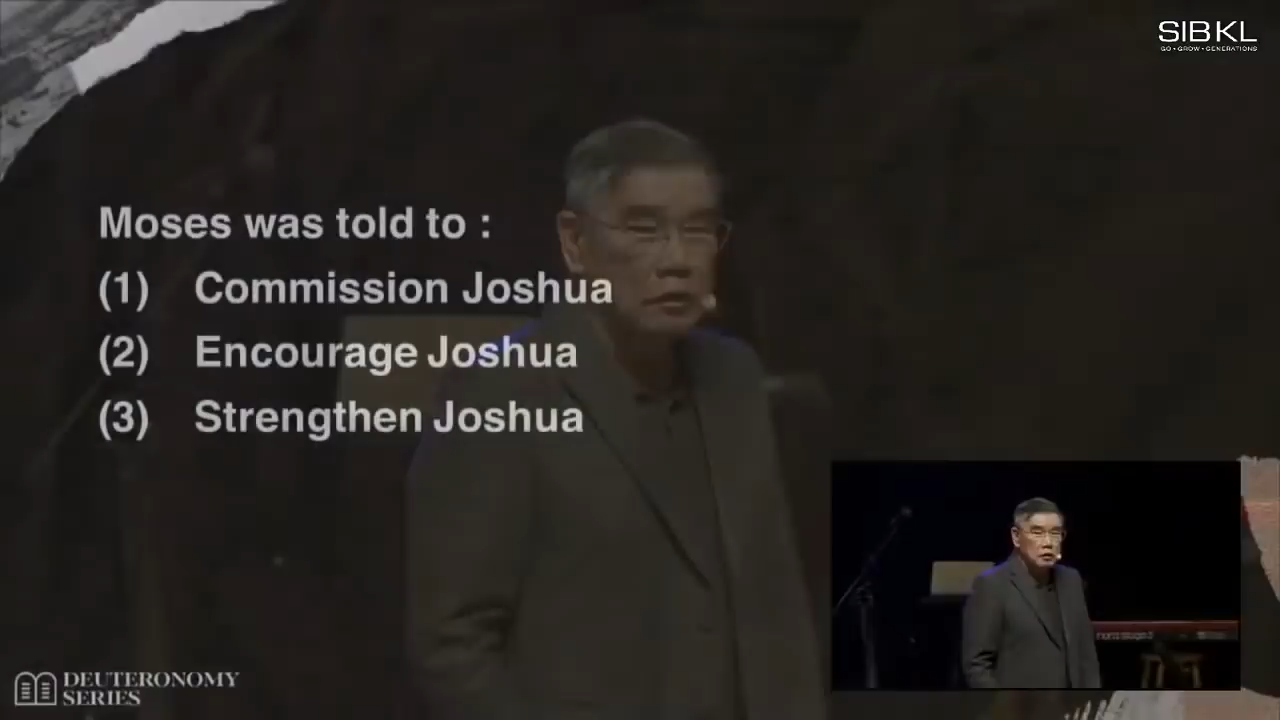 SIBKL
GO • GROW • GENERATIONS
Moses was told to :
(1) Commission Joshua
(2) Encourage Joshua
(3) Strengthen Joshua
DEUTERONOMY
SERIES